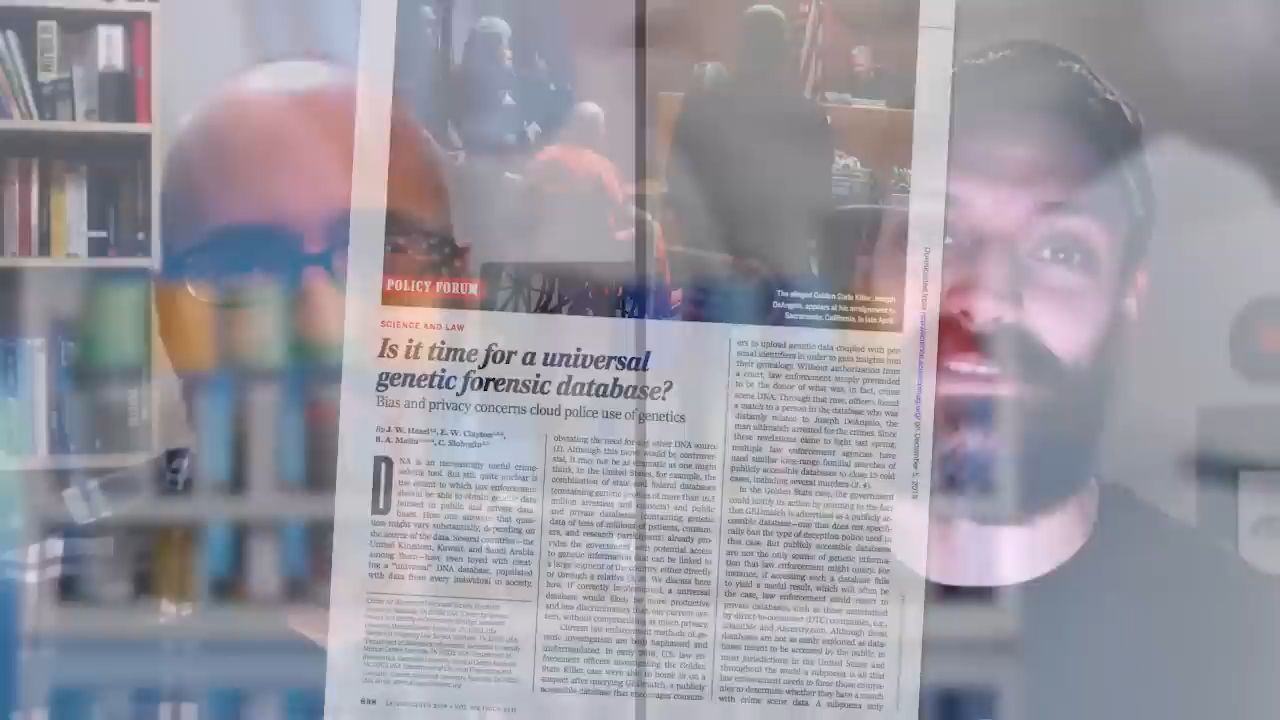 POLICY FORUM
The alleged Golden State Killer, Joseph
DeAngelo, appears at his arraignment in
Sacramento, California, in late April.
SCIENCE AND LAW
Is it time for a universal
genetic forensic database?
Bias and privacy concerns cloud police use of genetics
By J. W. Hazel, E. W. Clayton,
B. A. Malin, C. Slobogin
DNA is an increasingly useful crime-
solving tool. But still quite unclear is
the extent to which law enforcement
should be able to obtain genetic data
housed in public and private data-
bases. How one answers that ques-
tion might vary substantially, depending on
the source of the data. Several countries—the
United Kingdom, Kuwait, and Saudi Arabia
among them—have even toyed with creat-
ing a "universal" DNA database, populated
with data from every individual in society,
obviating the need for any other DNA source
Although this move would be controver-
sial, it may not be as dramatic as one might
think. In the United States, for example, the
combination of state and federal databases
(containing genetic profiles of more than
million arrestees and convicts) and public
and private databases (containing genetic
data of tens of millions of patients, consum-
ers, and research participants) already pro-
vides the government with potential access
to genetic information that can be linked to
a large segment of the country, either directly
or through a relative We discuss here
how, if correctly implemented, a universal
database would likely be more productive
and less discriminatory than our current sys-
tem, without compromising as much privacy.
Current law enforcement methods of ge-
netic investigation are both haphazard and
underregulated. In early 2018, U.S. law en-
forcement officers investigating the Golden
State Killer case were able to home in on a
suspect after querying GEDmatch, a publicly
accessible database that encourages consum-
ers to upload genetic data coupled with per-
sonal identifiers in order to gain insights into
their genealogy. Without authorization from
a court, law enforcement simply pretended
to be the donor of what was, in fact, crime
scene DNA. Through that ruse, officers found
a match to a person in the database who was
distantly related to Joseph DeAngelo, the
man ultimately arrested for the crimes. Since
these revelations came to light last spring,
multiple law enforcement agencies have
used similar long-range familial searches of
publicly accessible databases to close 15 cold
cases, including several murders
In the Golden State case, the government
could justify its action by pointing to the fact
that GEDmatch is advertised as a publicly ac-
cessible database—one that does not specifi-
cally ban the type of deception police used in
this case. But publicly accessible databases
are not the only source of genetic informa-
tion that law enforcement might query. For
instance, if accessing such a database fails
to yield a useful result, which will often be
the case, law enforcement could resort to
private databases, such as those maintained
by direct-to-consumer (DTC) companies, e.g.,
23andMe and Ancestry.com. Although these
databases are not as easily exploited as data-
bases meant to be accessed by the public, in
most jurisdictions in the United States and
throughout the world a subpoena is all that
law enforcement needs to force those compa-
nies to determine whether they have a match
with crime scene data. A subpoena only
on December 5, 2018